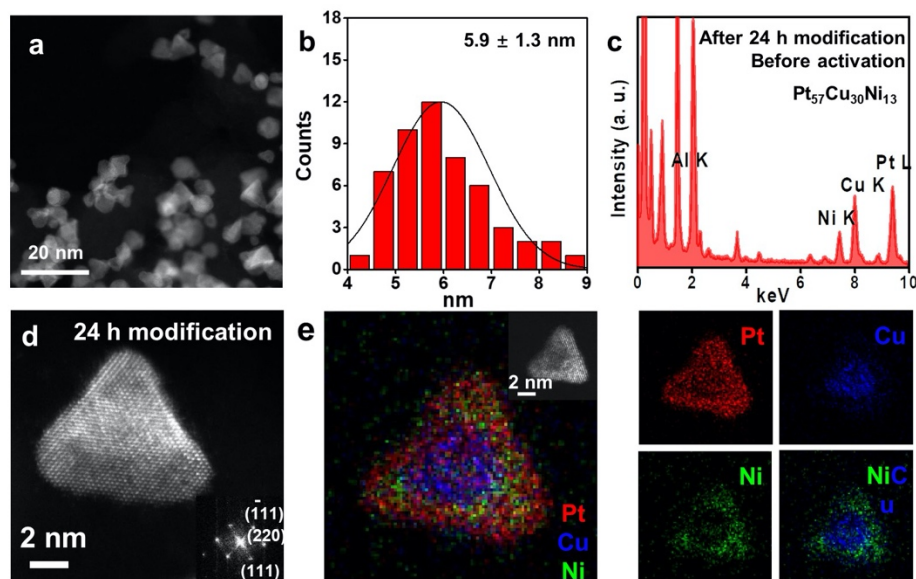 a
20 nm
b
5.9 ± 1.3 nm
Counts
18
15
12
9
6
3
0
4 5 6 7 8 9
nm
c
After 24 h modification
Before activation
Pt₅₇Cu₃₀Ni₁₃
Intensity (a. u.)
Al K
Ni K
Cu K
Pt L
0 2 4 6 8 10
keV
d
24 h modification
2 nm
(1̄11)
(220)
(111)
e
2 nm
Pt
Cu
Ni
Pt
Cu
Ni
NiC
u